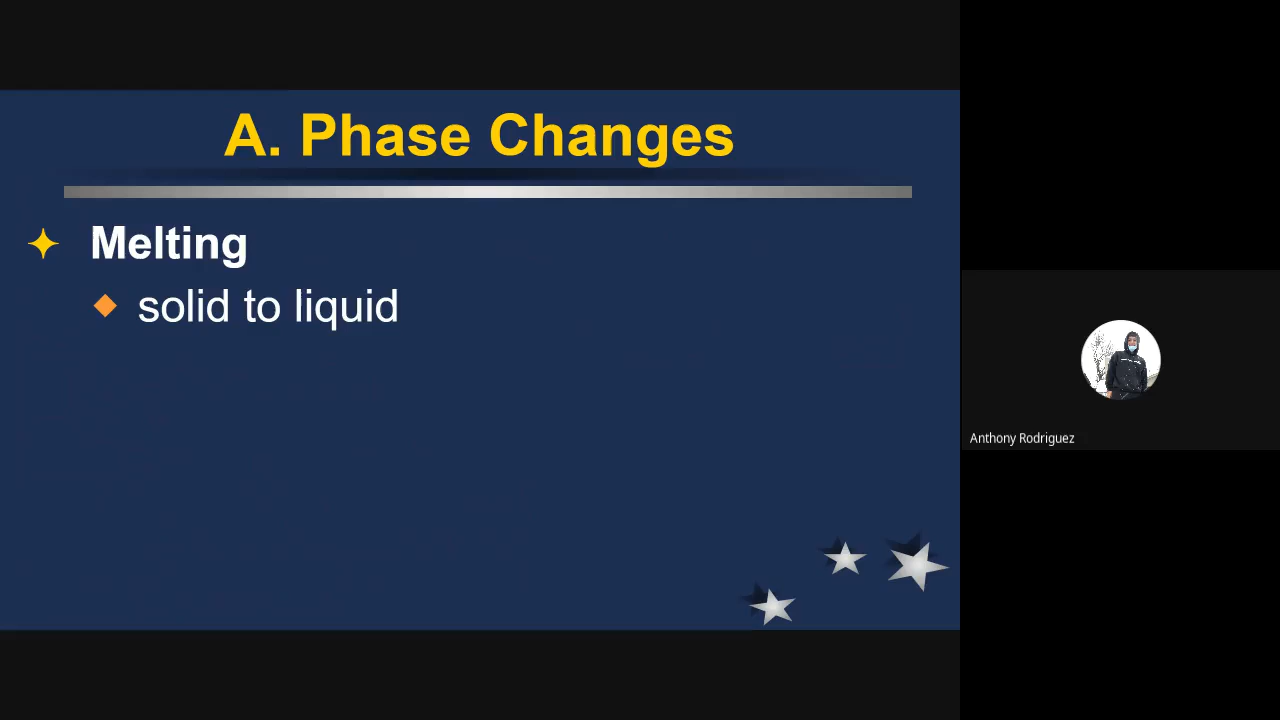 A. Phase Changes
Melting
solid to liquid
Anthony Rodriguez